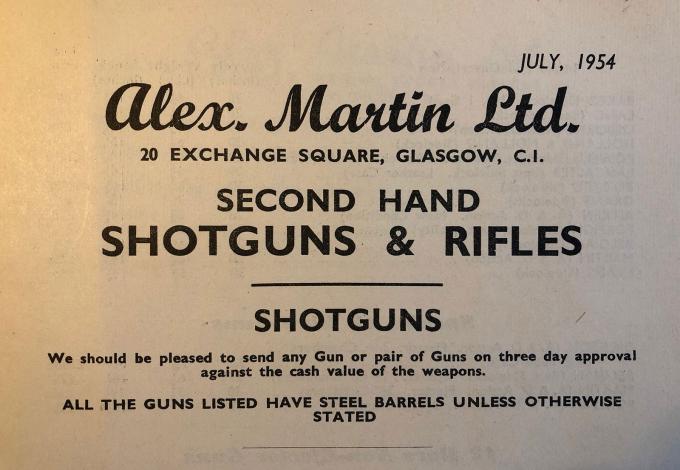 JULY, 1954
Alex. Martin Ltd.
20 EXCHANGE SQUARE, GLASGOW, C.I.
SECOND HAND
SHOTGUNS & RIFLES
SHOTGUNS
We should be pleased to send any Gun or pair of Guns on three day approval
against the cash value of the weapons.
ALL THE GUNS LISTED HAVE STEEL BARRELS UNLESS OTHERWISE
STATED